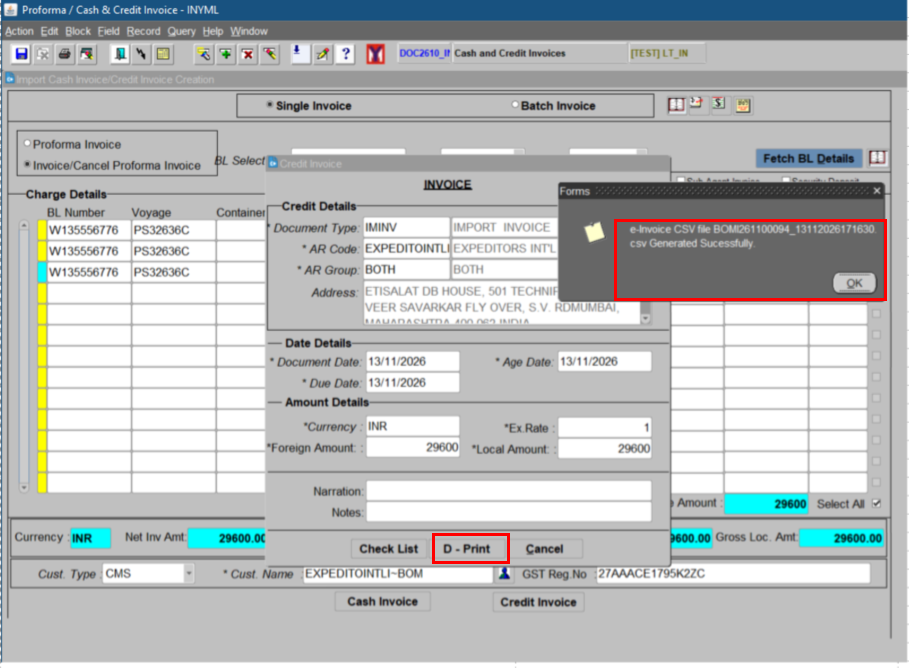 Proforma / Cash & Credit Invoice - INYML
Action Edit Block Field Record Query Help Window
DOC2610_I Cash and Credit Invoices [TEST] LT_IN
Import Cash Invoice/Credit Invoice Creation
Single Invoice Batch Invoice
Proforma Invoice
Invoice/Cancel Proforma Invoice
BL Select
Fetch BL Details
Charge Details
BL Number Voyage Container
W135556776 PS32636C
W135556776 PS32636C
W135556776 PS32636C
Credit Invoice
INVOICE
Credit Details
* Document Type: IMINV IMPORT INVOICE
* AR Code: EXPEDITOINTLI EXPEDITORS INT'L
* AR Group: BOTH BOTH
Address: ETISALAT DB HOUSE, 501 TECHNIP
VEER SAVARKAR FLY OVER, S.V. RDMUMBAI,
MAHARASHTRA 400 062 INDIA
Forms
e-Invoice CSV file BOMI261100094_13112026171630.
csv Generated Sucessfully.
OK
Date Details
* Document Date: 13/11/2026 * Age Date: 13/11/2026
* Due Date: 13/11/2026
Amount Details
*Currency : INR *Ex.Rate : 1
*Foreign Amount: : 29600 *Local Amount: : 29600
Narration:
Notes:
Check List D - Print Cancel
Amount : 29600 Select All
Currency : INR Net Inv Amt: 29600.00
9600.00 Gross Loc. Amt: 29600.00
Cust. Type : CMS * Cust. Name EXPEDITOINTLI~BOM GST Reg.No : 27AAACE1795K2ZC
Cash Invoice Credit Invoice